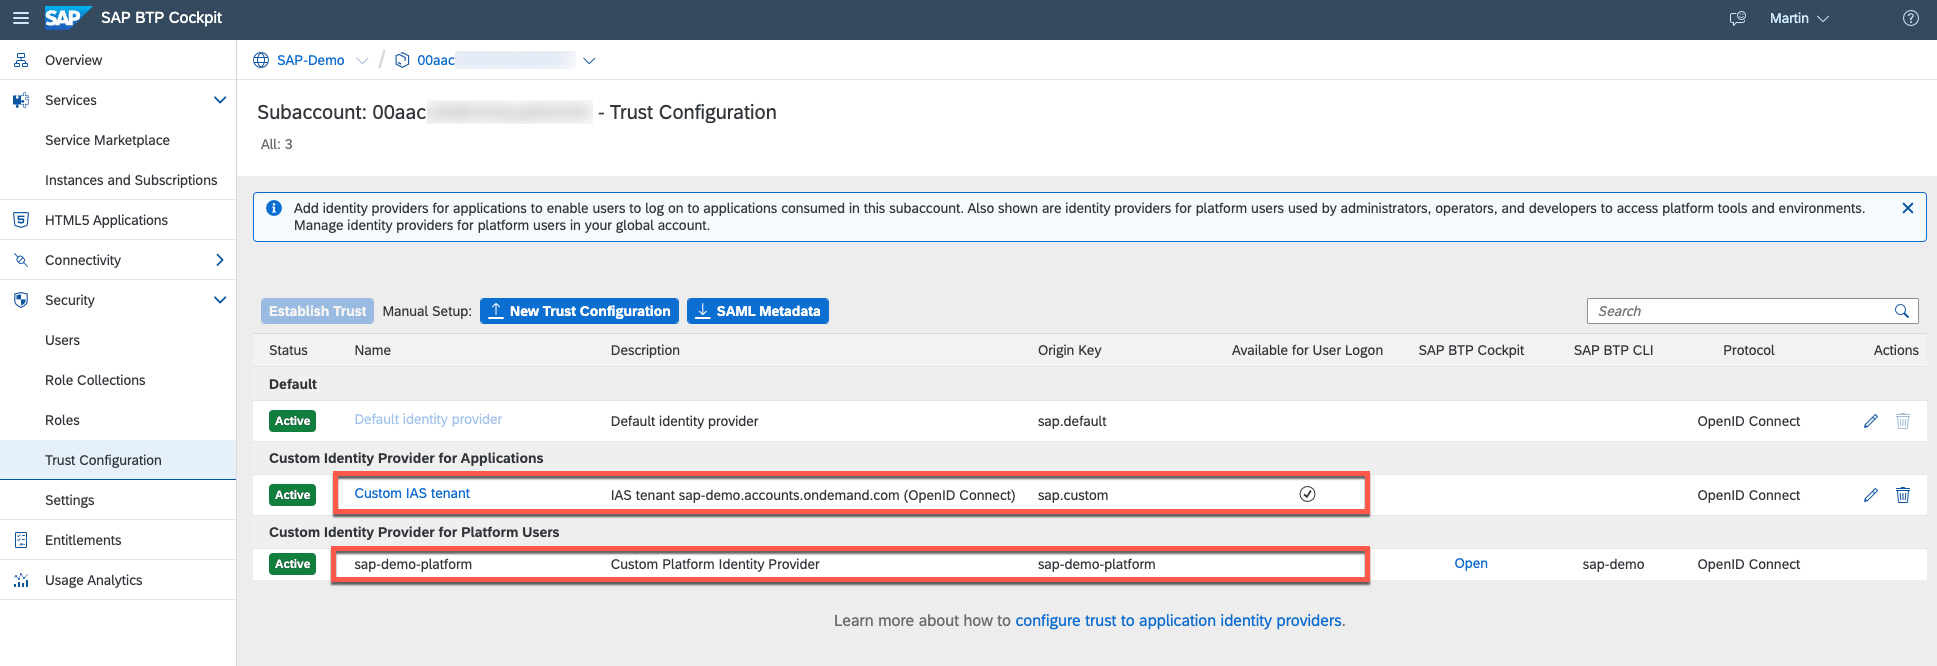 SAP SAP BTP Cockpit Martin
Overview
Services
Service Marketplace
Instances and Subscriptions
HTML5 Applications
Connectivity
Security
Users
Role Collections
Roles
Trust Configuration
Settings
Entitlements
Usage Analytics
SAP-Demo / 00aac
Subaccount: 00aac - Trust Configuration
All: 3
Add identity providers for applications to enable users to log on to applications consumed in this subaccount. Also shown are identity providers for platform users used by administrators, operators, and developers to access platform tools and environments.
Manage identity providers for platform users in your global account.
Establish Trust Manual Setup: New Trust Configuration SAML Metadata Search
Status Name Description Origin Key Available for User Logon SAP BTP Cockpit SAP BTP CLI Protocol Actions
Default
Active Default identity provider Default identity provider sap.default OpenID Connect
Custom Identity Provider for Applications
Active Custom IAS tenant IAS tenant sap-demo.accounts.ondemand.com (OpenID Connect) sap.custom OpenID Connect
Custom Identity Provider for Platform Users
Active sap-demo-platform Custom Platform Identity Provider sap-demo-platform Open sap-demo OpenID Connect
Learn more about how to configure trust to application identity providers.